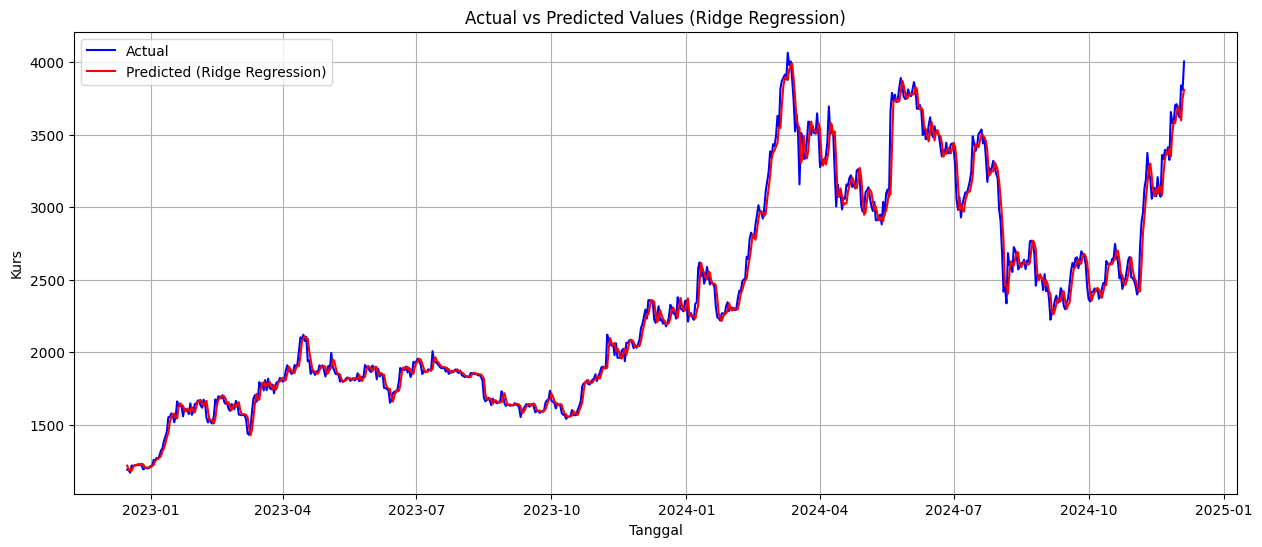 Actual vs Predicted Values (Ridge Regression)
Actual
Predicted (Ridge Regression)
4000
3500
3000
2500
2000
1500
Kurs
2023-01 2023-04 2023-07 2023-10 2024-01 2024-04 2024-07 2024-10 2025-01
Tanggal